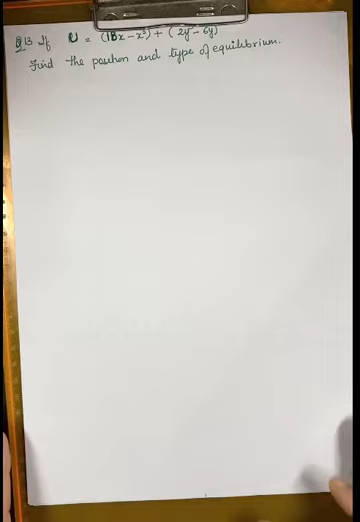 Q13 If U = (18x - x²) + (2y² - 6y)
Find the position and type of equilibrium.